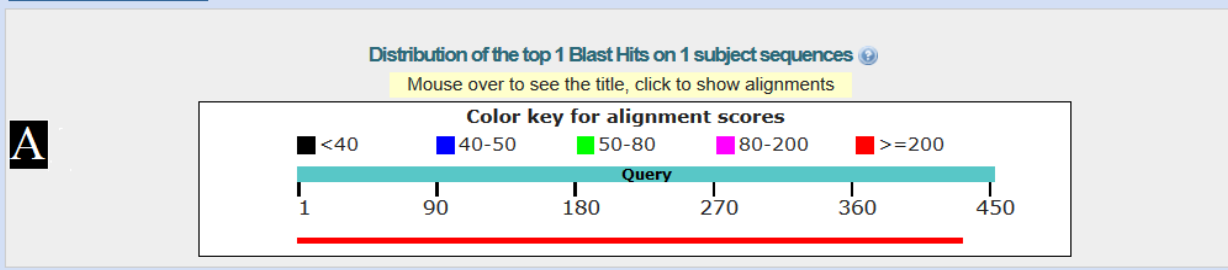 Distribution of the top 1 Blast Hits on 1 subject sequences ?
Mouse over to see the title, click to show alignments
Color key for alignment scores
A
<40 40-50 50-80 80-200 >=200
Query
1 90 180 270 360 450